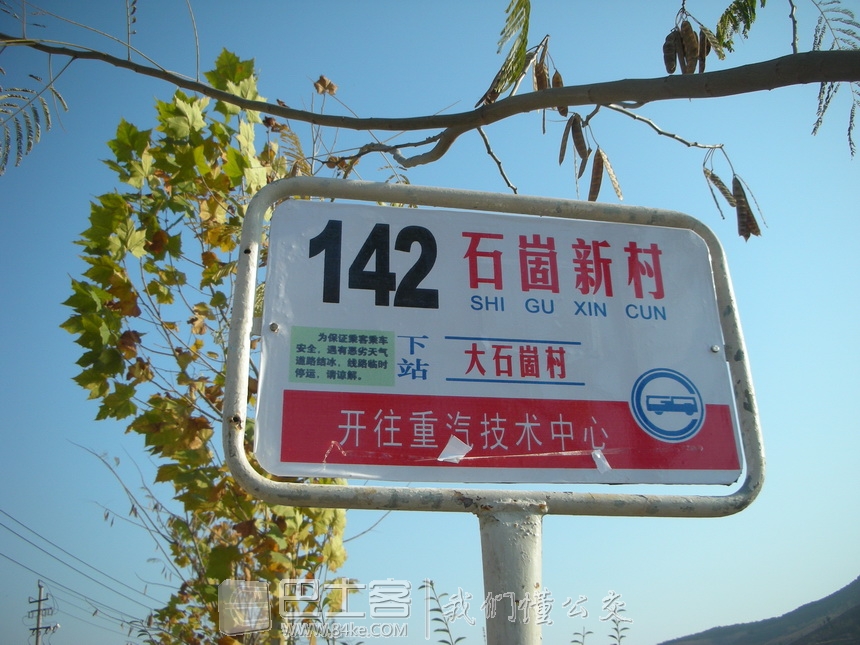 142 石崮新村
SHI GU XIN CUN
为保证乘客乘车
安全，遇有恶劣天气
道路结冰，线路临时
停运，请谅解。
下站
大石崮村
开往重汽技术中心
巴士客 我们懂公交
www.84ke.com